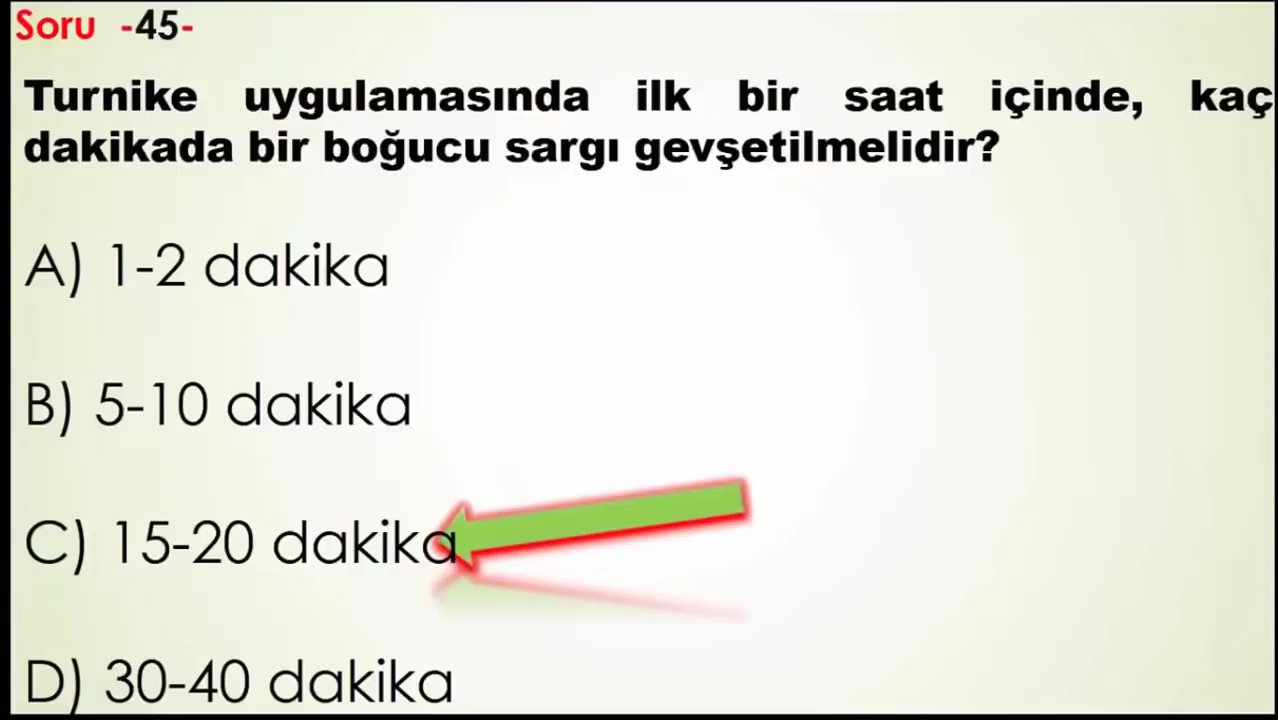 Soru -45-
Turnike uygulamasında ilk bir saat içinde, kaç
dakikada bir boğucu sargı gevşetilmelidir?
A) 1-2 dakika
B) 5-10 dakika
C) 15-20 dakika
D) 30-40 dakika